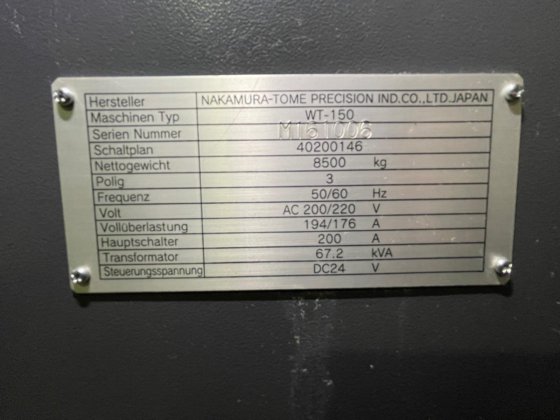 Hersteller NAKAMURA-TOME PRECISION IND.CO.,LTD.JAPAN
Maschinen Typ WT-150
Serien Nummer M161006
Schaltplan 40200146
Nettogewicht 8500 kg
Polig 3
Frequenz 50/60 Hz
Volt AC 200/220 V
Vollüberlastung 194/176 A
Hauptschalter 200 A
Transformator 67.2 kVA
Steuerungsspannung DC24 V